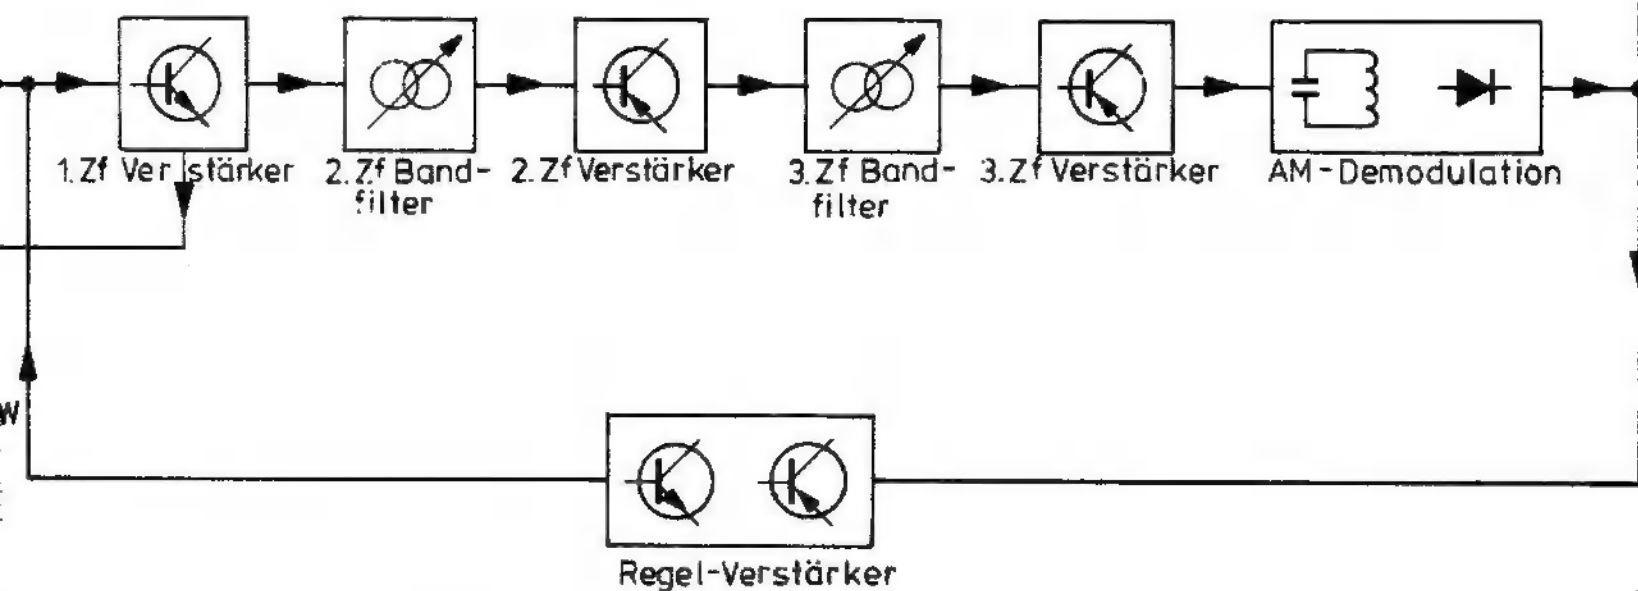 1. Zf Verstärker
2. Zf Band-
filter
2. Zf Verstärker
3. Zf Band-
filter
3. Zf Verstärker
AM-Demodulation
W
Regel-Verstärker